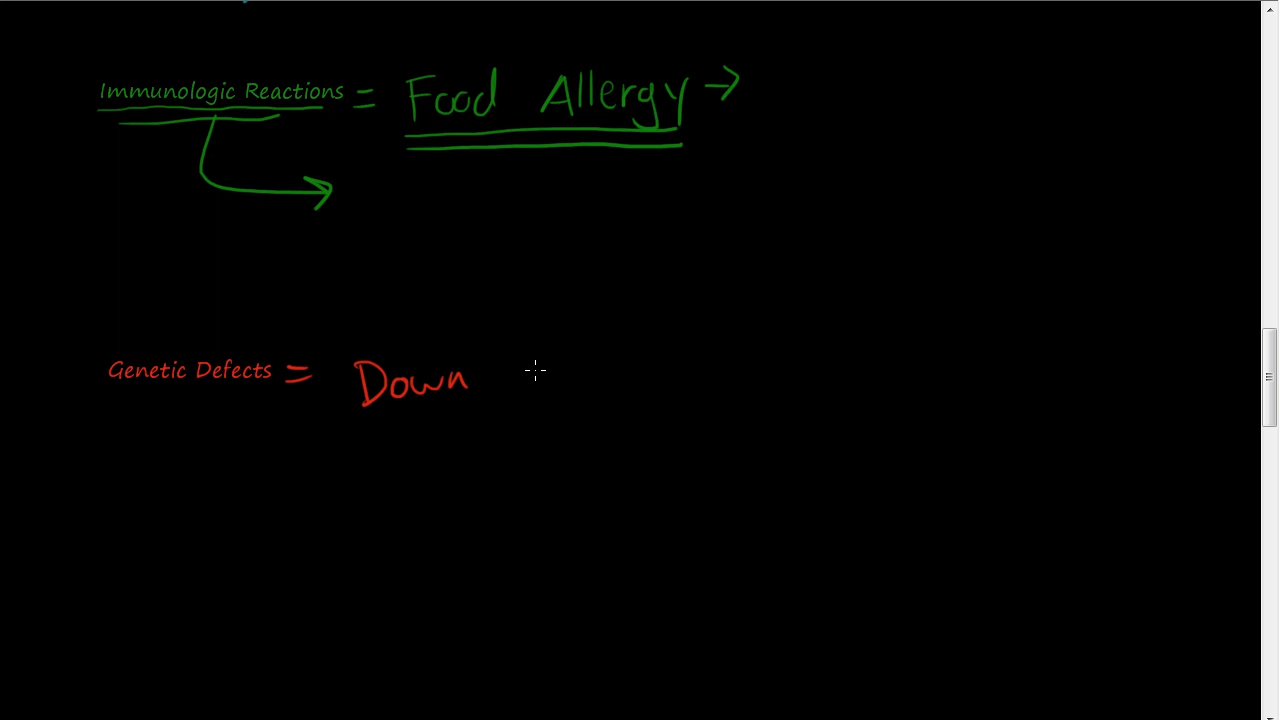 Immunologic Reactions = Food Allergy →
Genetic Defects = Down